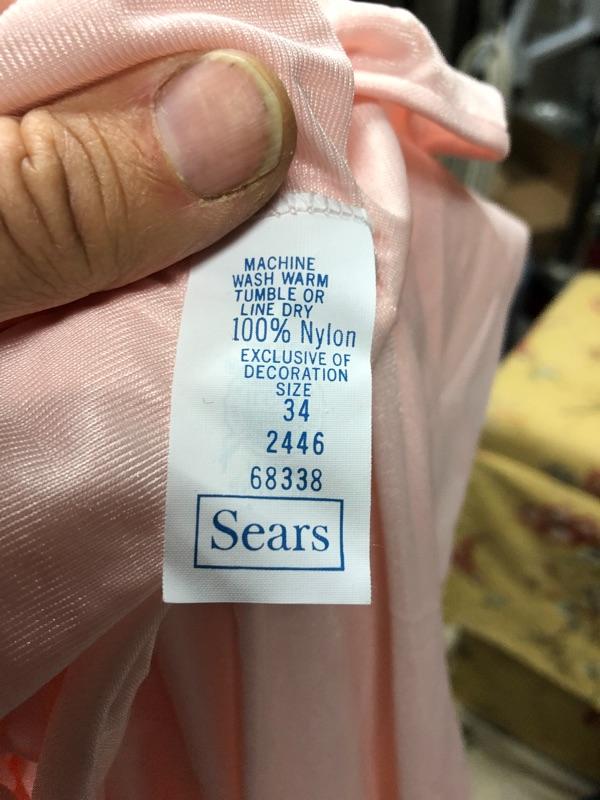 MACHINE
WASH WARM
TUMBLE OR
LINE DRY
100% Nylon
EXCLUSIVE OF
DECORATION
SIZE
34
2446
68338
Sears